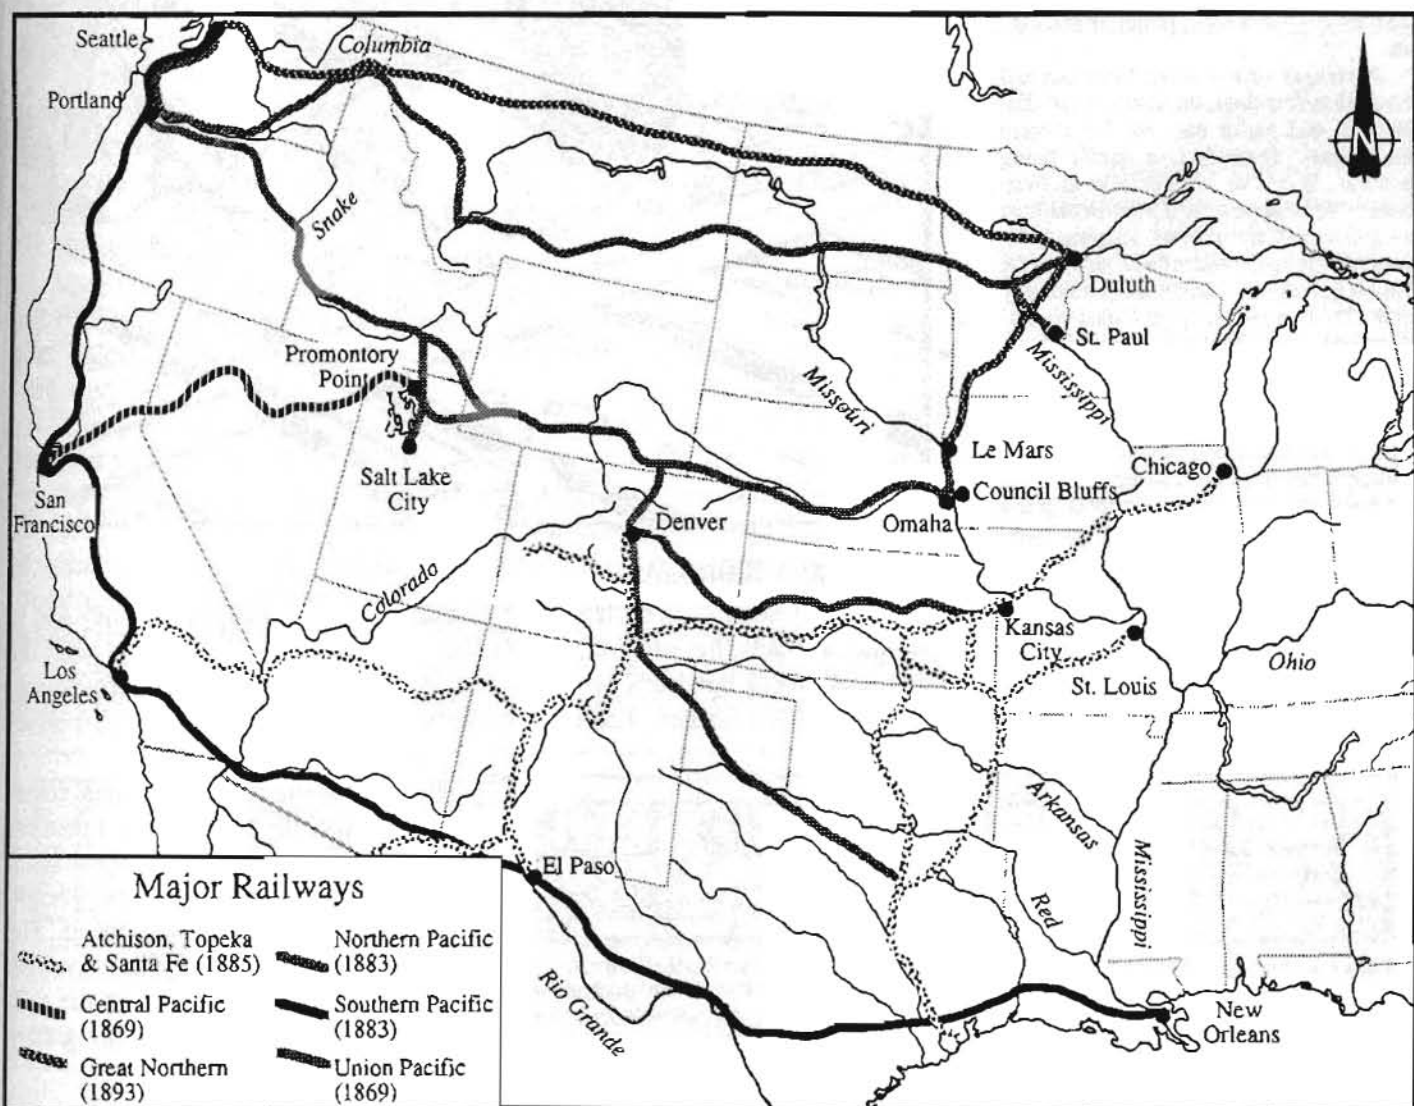 Seattle
Columbia
Portland
N
Snake
Duluth
St. Paul
Promontory
Point
Missouri
Mississippi
Le Mars
Chicago
Salt Lake
City
Council Bluffs
San
Francisco
Denver
Omaha
Colorado
Kansas
City
Ohio
Los
Angeles
St. Louis
Arkansas
Mississippi
El Paso
Red
Rio Grande
New
Orleans
Major Railways
Atchison, Topeka
& Santa Fe (1885)
Northern Pacific
(1883)
Central Pacific
(1869)
Southern Pacific
(1883)
Great Northern
(1893)
Union Pacific
(1869)